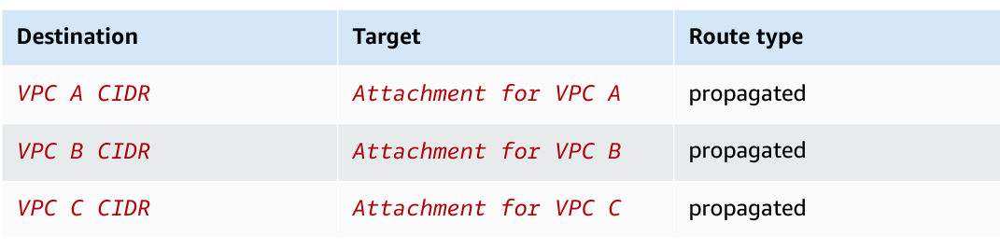 Destination Target Route type
VPC A CIDR Attachment for VPC A propagated
VPC B CIDR Attachment for VPC B propagated
VPC C CIDR Attachment for VPC C propagated